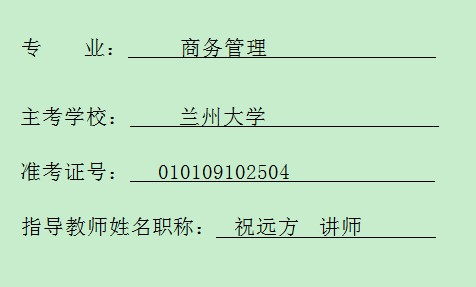 专 业：商务管理
主考学校：兰州大学
准考证号：010109102504
指导教师姓名职称：祝远方 讲师